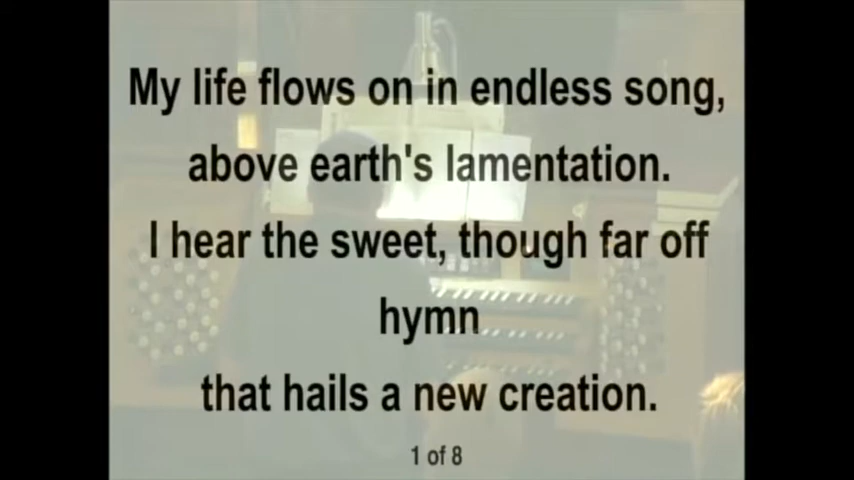 My life flows on in endless song,
above earth's lamentation.
I hear the sweet, though far off
hymn
that hails a new creation.
1 of 8